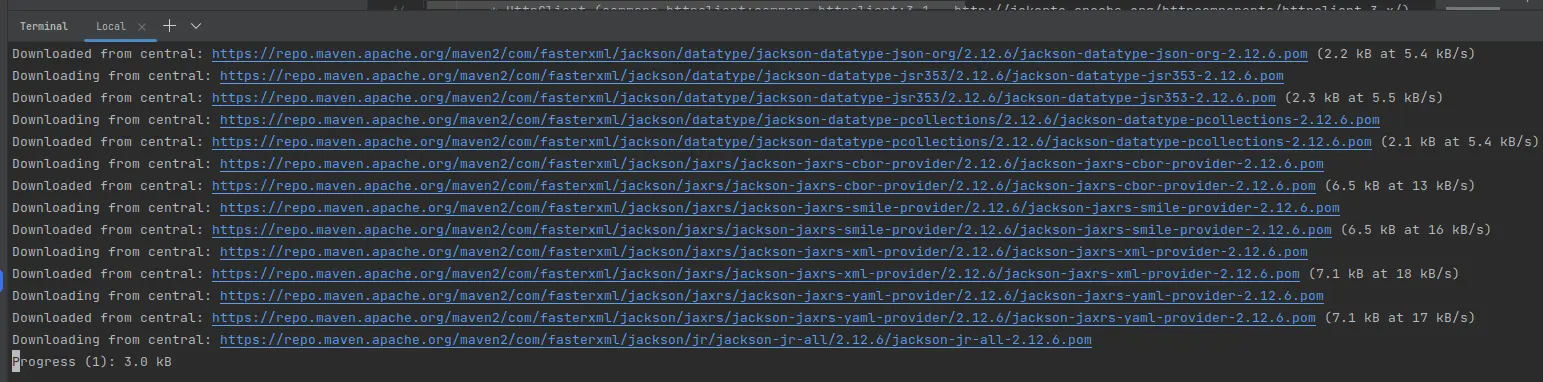 Terminal Local
Downloaded from central: https://repo.maven.apache.org/maven2/com/fasterxml/jackson/datatype/jackson-datatype-json-org/2.12.6/jackson-datatype-json-org-2.12.6.pom (2.2 kB at 5.4 kB/s)
Downloading from central: https://repo.maven.apache.org/maven2/com/fasterxml/jackson/datatype/jackson-datatype-jsr353/2.12.6/jackson-datatype-jsr353-2.12.6.pom
Downloaded from central: https://repo.maven.apache.org/maven2/com/fasterxml/jackson/datatype/jackson-datatype-jsr353/2.12.6/jackson-datatype-jsr353-2.12.6.pom (2.3 kB at 5.5 kB/s)
Downloading from central: https://repo.maven.apache.org/maven2/com/fasterxml/jackson/datatype/jackson-datatype-pcollections/2.12.6/jackson-datatype-pcollections-2.12.6.pom
Downloaded from central: https://repo.maven.apache.org/maven2/com/fasterxml/jackson/datatype/jackson-datatype-pcollections/2.12.6/jackson-datatype-pcollections-2.12.6.pom (2.1 kB at 5.4 kB/s)
Downloading from central: https://repo.maven.apache.org/maven2/com/fasterxml/jackson/jaxrs/jackson-jaxrs-cbor-provider/2.12.6/jackson-jaxrs-cbor-provider-2.12.6.pom
Downloaded from central: https://repo.maven.apache.org/maven2/com/fasterxml/jackson/jaxrs/jackson-jaxrs-cbor-provider/2.12.6/jackson-jaxrs-cbor-provider-2.12.6.pom (6.5 kB at 13 kB/s)
Downloading from central: https://repo.maven.apache.org/maven2/com/fasterxml/jackson/jaxrs/jackson-jaxrs-smile-provider/2.12.6/jackson-jaxrs-smile-provider-2.12.6.pom
Downloaded from central: https://repo.maven.apache.org/maven2/com/fasterxml/jackson/jaxrs/jackson-jaxrs-smile-provider/2.12.6/jackson-jaxrs-smile-provider-2.12.6.pom (6.5 kB at 16 kB/s)
Downloading from central: https://repo.maven.apache.org/maven2/com/fasterxml/jackson/jaxrs/jackson-jaxrs-xml-provider/2.12.6/jackson-jaxrs-xml-provider-2.12.6.pom
Downloaded from central: https://repo.maven.apache.org/maven2/com/fasterxml/jackson/jaxrs/jackson-jaxrs-xml-provider/2.12.6/jackson-jaxrs-xml-provider-2.12.6.pom (7.1 kB at 18 kB/s)
Downloading from central: https://repo.maven.apache.org/maven2/com/fasterxml/jackson/jaxrs/jackson-jaxrs-yaml-provider/2.12.6/jackson-jaxrs-yaml-provider-2.12.6.pom
Downloaded from central: https://repo.maven.apache.org/maven2/com/fasterxml/jackson/jaxrs/jackson-jaxrs-yaml-provider/2.12.6/jackson-jaxrs-yaml-provider-2.12.6.pom (7.1 kB at 17 kB/s)
Downloading from central: https://repo.maven.apache.org/maven2/com/fasterxml/jackson/jr/jackson-jr-all/2.12.6/jackson-jr-all-2.12.6.pom
Progress (1): 3.0 kB